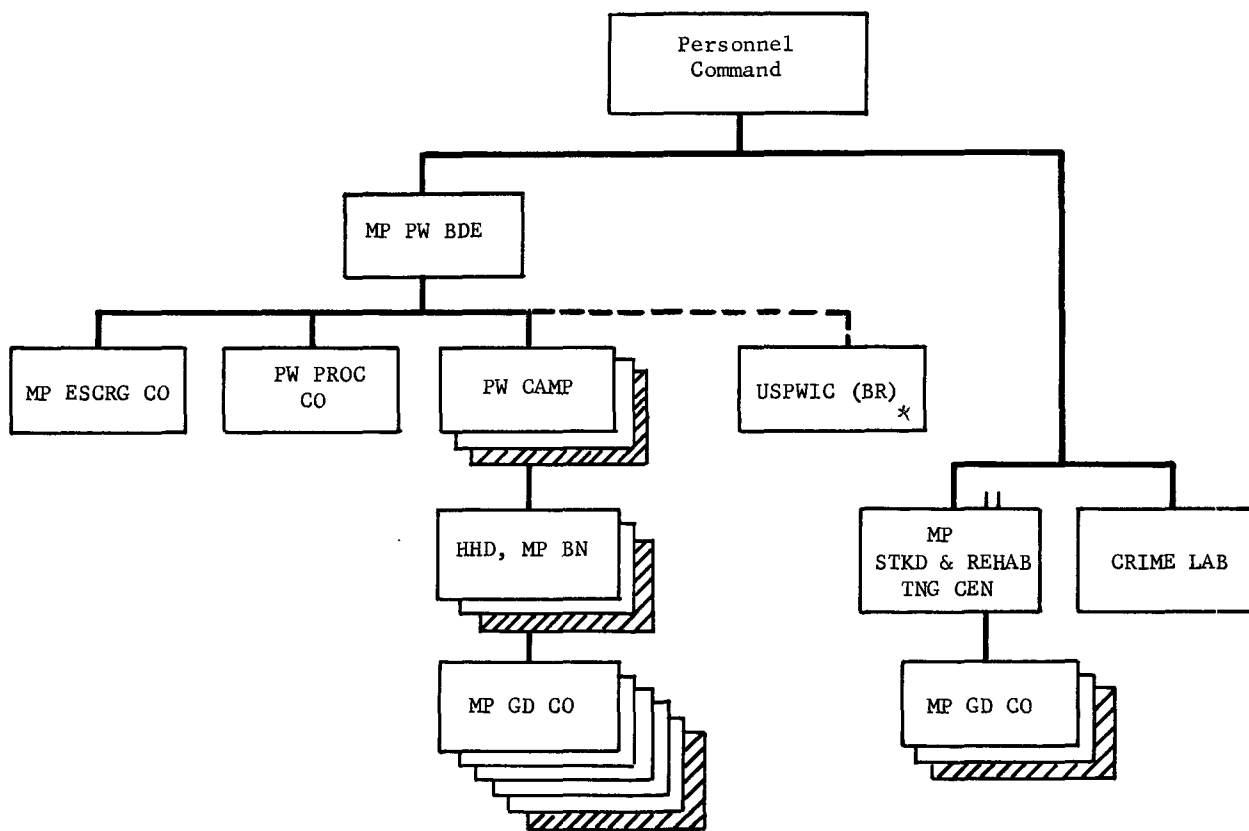 Personnel
Command
MP PW BDE
MP ESCRG CO
PW PROC
CO
PW CAMP
USPWIC (BR)
*
HHD, MP BN
MP
STKD & REHAB
TNG CEN
CRIME LAB
MP GD CO
MP GD CO